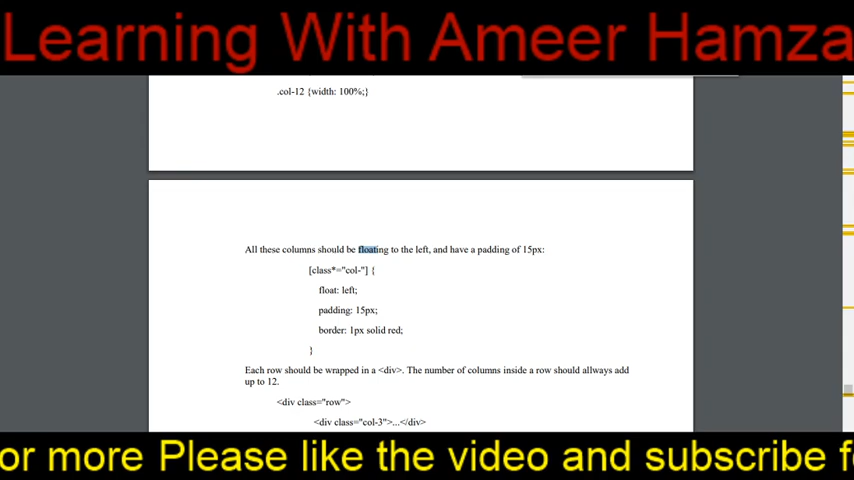 Learning With Ameer Hamza
.col-12 {width: 100%;}
All these columns should be floating to the left, and have a padding of 15px:
[class*="col-"] {
float: left;
padding: 15px;
border: 1px solid red;
}
Each row should be wrapped in a <div>. The number of columns inside a row should allways add
up to 12.
<div class="row">
<div class="col-3">...</div>
or more Please like the video and subscribe f